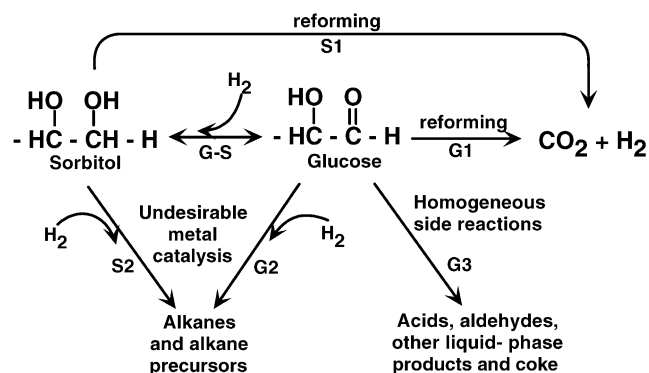 reforming
S1
H2
HO OH
HO O
- HC - CH - H
G-S
- HC - C - H
reforming
G1
CO2 + H2
Sorbitol
Glucose
Homogeneous
side reactions
Undesirable
metal
catalysis
H2
H2
S2
G2
G3
Alkanes
and alkane
precursors
Acids, aldehydes,
other liquid- phase
products and coke